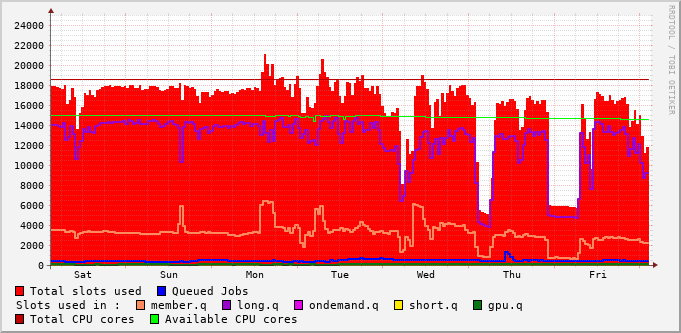 24000
22000
20000
18000
16000
14000
12000
10000
8000
6000
4000
2000
0
Sat Sun Mon Tue Wed Thu Fri
RRDTOOL / TOBI OETIKER
Total slots used Queued Jobs
Slots used in : member.q long.q ondemand.q short.q gpu.q
Total CPU cores Available CPU cores